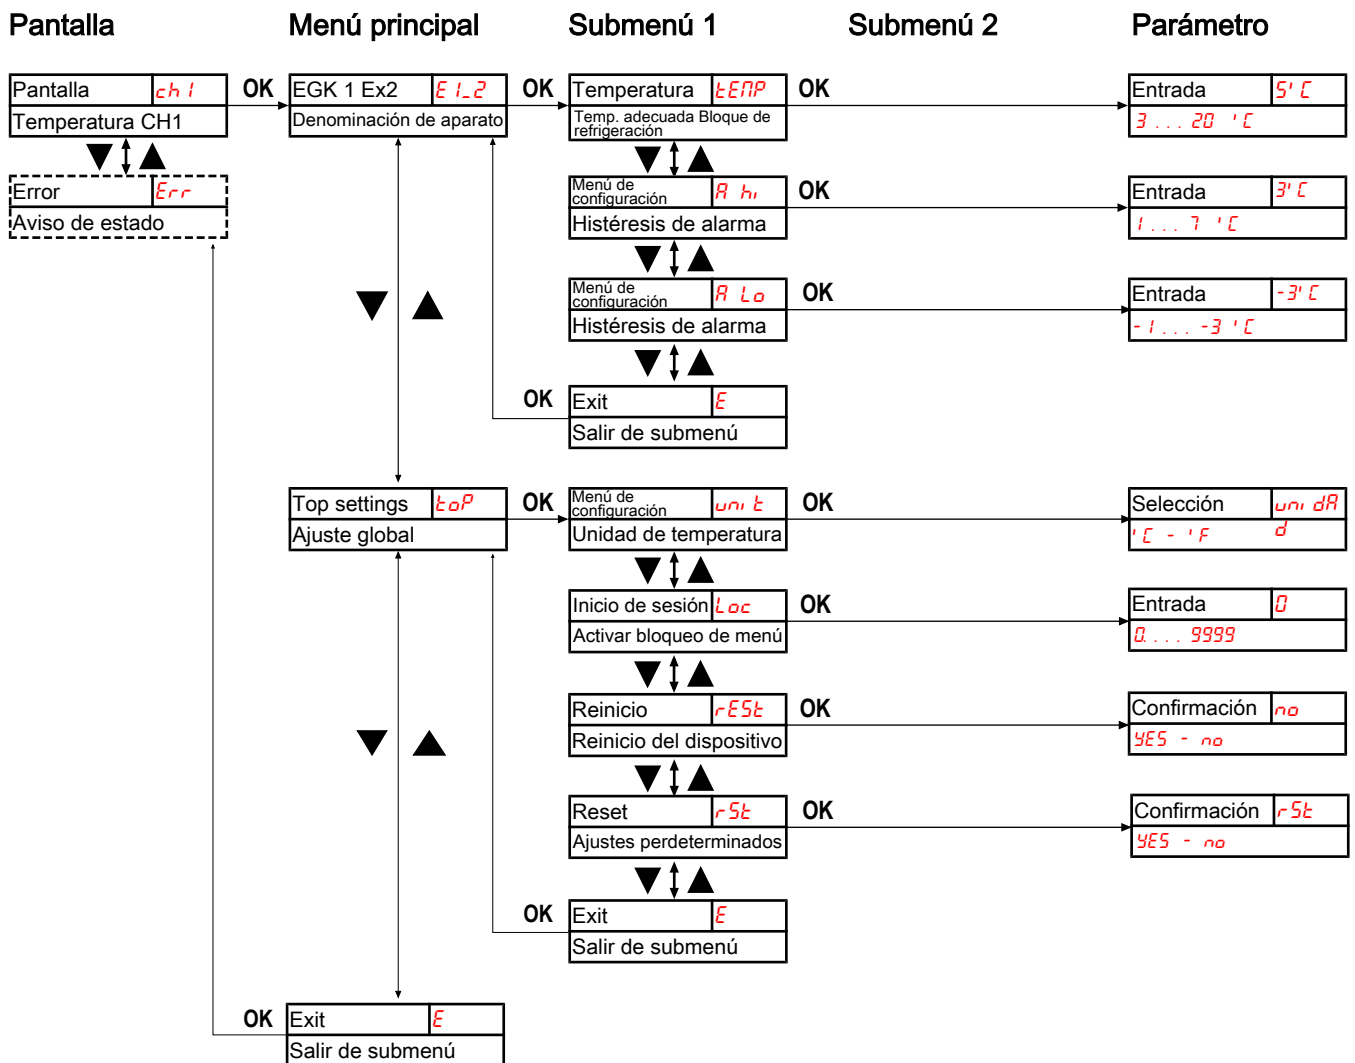 Pantalla Menú principal Submenú 1 Submenú 2 Parámetro
Pantalla ch1
Temperatura CH1
OK
EGK 1 Ex2 E1_2
Denominación de aparato
OK
Temperatura tEMP
Temp. adecuada Bloque de
refrigeración
OK
Entrada 5°C
3 ... 20 °C
Error Err
Aviso de estado
Menú de
configuración A hi
Histéresis de alarma
OK
Entrada 3°C
1 ... 7 °C
Menú de
configuración A Lo
Histéresis de alarma
OK
Entrada -3°C
-1 ... -3 °C
OK
Exit E
Salir de submenú
Top settings toP
Ajuste global
OK
Menú de
configuración unit
Unidad de temperatura
OK
Selección unidA
d
°C - °F
Inicio de sesión Loc
Activar bloqueo de menú
OK
Entrada 0
0.... 9999
Reinicio rESt
Reinicio del dispositivo
OK
Confirmación no
YES - no
Reset rSt
Ajustes perdeterminados
OK
Confirmación rSt
YES - no
OK
Exit E
Salir de submenú
OK
Exit E
Salir de submenú